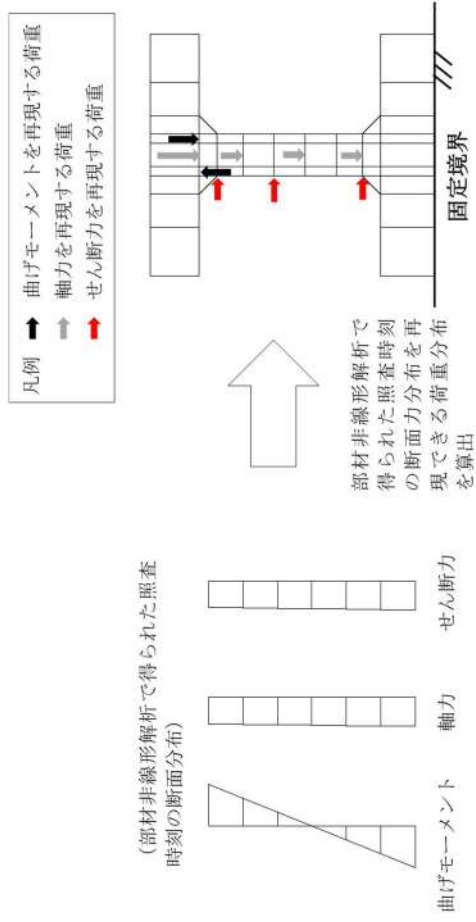 凡例
曲げモーメントを再現する荷重
軸力を再現する荷重
せん断力を再現する荷重
(部材非線形解析で得られた照査
時刻の断面分布)
曲げモーメント
軸力
せん断力
部材非線形解析で
得られた照査時刻
の断面力分布を再
現できる荷重分布
を算出
固定境界